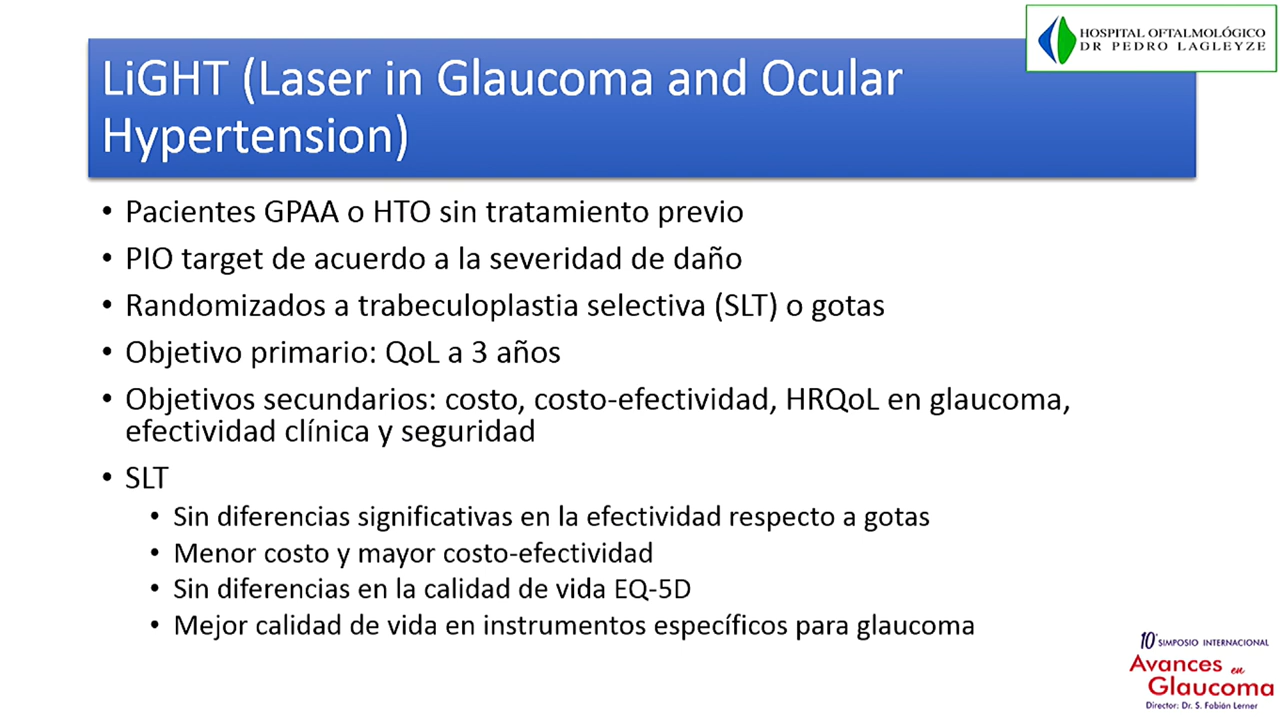 HOSPITAL OFTALMOLÓGICO
DR PEDRO LAGLEYZE
LiGHT (Laser in Glaucoma and Ocular
Hypertension)
• Pacientes GPAA o HTO sin tratamiento previo
• PIO target de acuerdo a la severidad de daño
• Randomizados a trabeculoplastia selectiva (SLT) o gotas
• Objetivo primario: QoL a 3 años
• Objetivos secundarios: costo, costo-efectividad, HRQoL en glaucoma,
efectividad clínica y seguridad
• SLT
• Sin diferencias significativas en la efectividad respecto a gotas
• Menor costo y mayor costo-efectividad
• Sin diferencias en la calidad de vida EQ-5D
• Mejor calidad de vida en instrumentos específicos para glaucoma
10° SIMPOSIO INTERNACIONAL
Avances en
Glaucoma
Director: Dr. S. Fabián Lerner